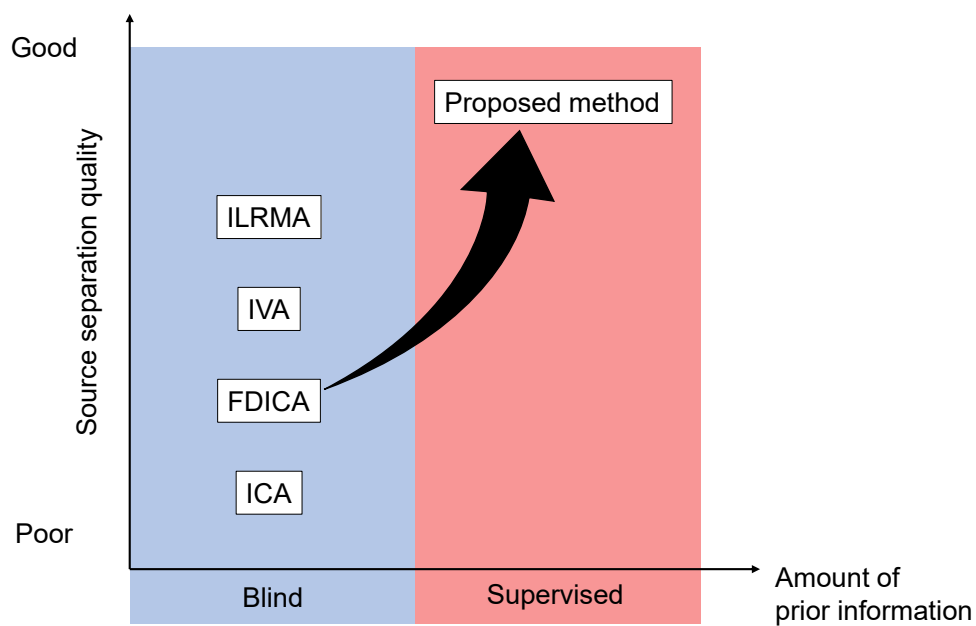 Good
Proposed method
Source separation quality
ILRMA
IVA
FDICA
ICA
Poor
Blind
Supervised
Amount of
prior information